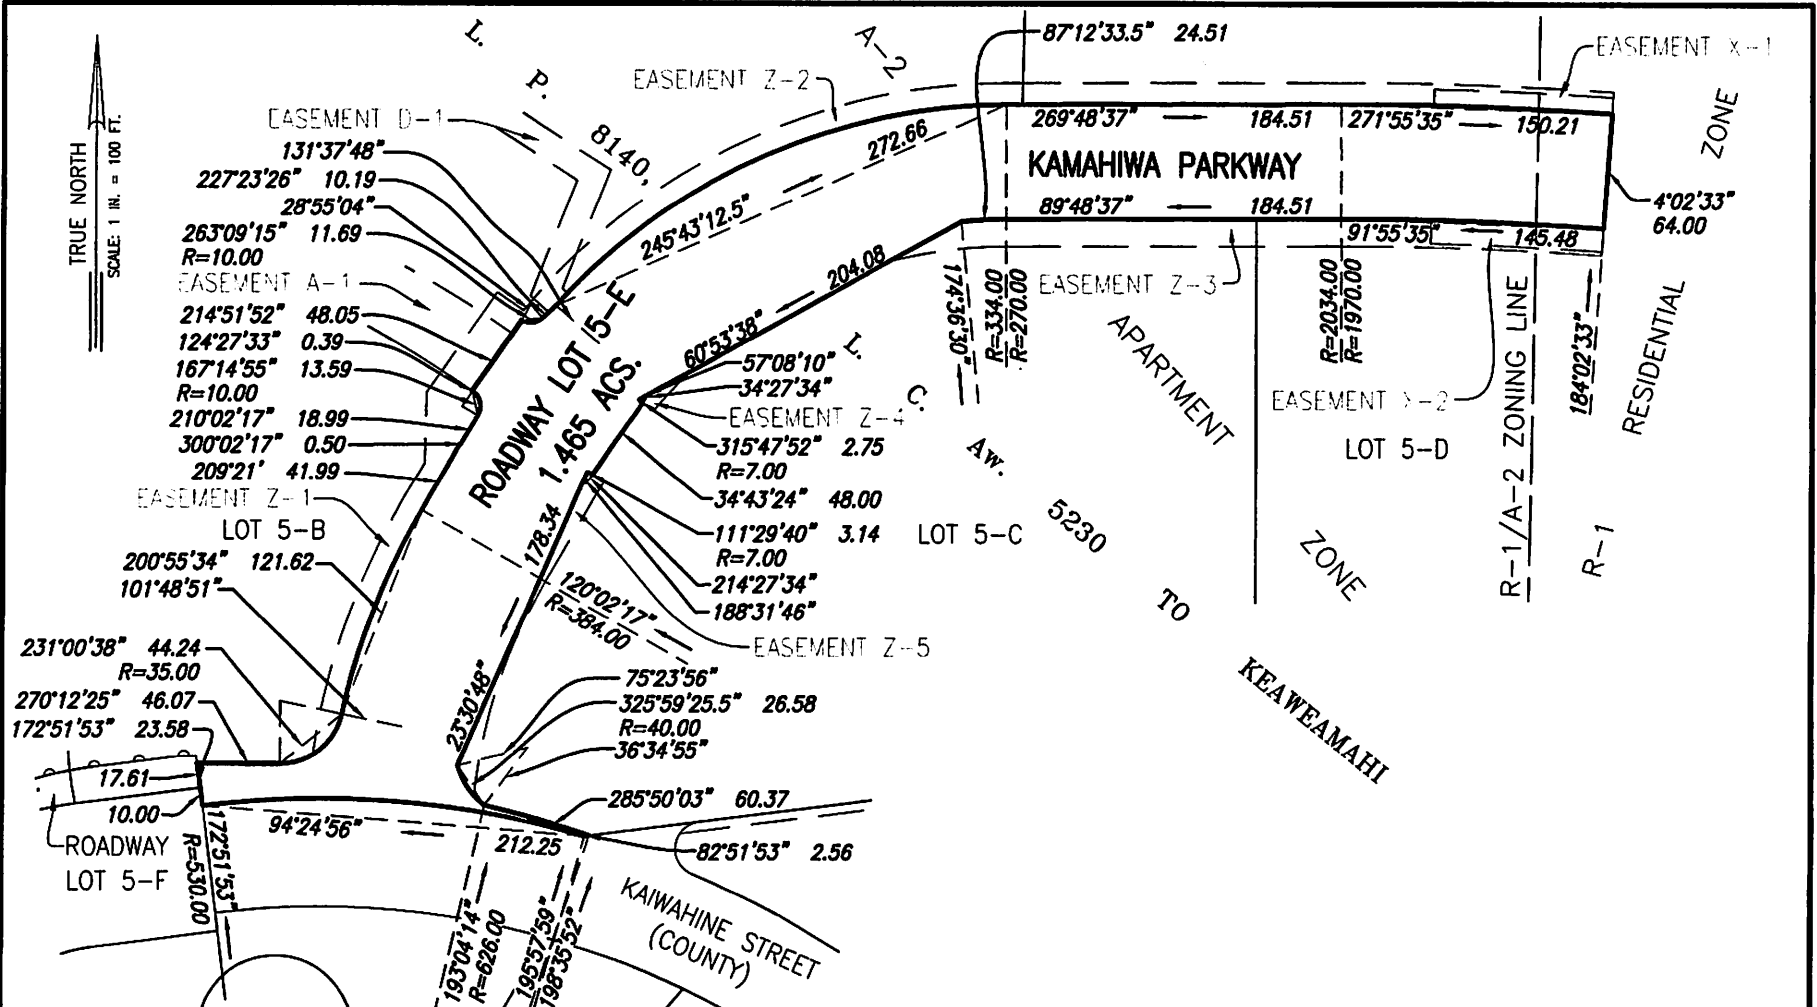 L. P. 8140,
A-2
87°12'33.5" 24.51
EASEMENT X-1
EASEMENT Z-2
EASEMENT D-1
TRUE NORTH
SCALE: 1 IN. = 100 FT.
131°37'48"
227°23'26" 10.19
28°55'04"
263°09'15" 11.69
R=10.00
EASEMENT A-1
214°51'52" 48.05
124°27'33" 0.39
167°14'55" 13.59
R=10.00
210°02'17" 18.99
300°02'17" 0.50
209°21' 41.99
EASEMENT Z-1
LOT 5-B
200°55'34" 121.62
101°48'51"
231°00'38" 44.24
R=35.00
270°12'25" 46.07
172°51'53" 23.58
17.61
10.00
ROADWAY
LOT 5-F
172°51'53"
R=530.00
94°24'56"
212.25
272.66
245°43'12.5"
269°48'37" 184.51
271°55'35" 150.21
KAMAHIWA PARKWAY
89°48'37" 184.51
91°55'35" 145.48
ZONE
4°02'33"
64.00
204.08
60°53'38"
174°36'30"
R=334.00
R=270.00
EASEMENT Z-3
R=2034.00
R=1970.00
184°02'33"
RESIDENTIAL
R-1
R-1/A-2 ZONING LINE
EASEMENT X-2
LOT 5-D
APARTMENT
ZONE
ROADWAY LOT 5-E
1.465 ACS.
57°08'10"
34°27'34"
EASEMENT Z-4
315°47'52" 2.75
R=7.00
34°43'24" 48.00
111°29'40" 3.14
R=7.00
214°27'34"
188°31'46"
LOT 5-C
L. C. Aw. 5230 TO KEAWEAMAHI
178.34
23°30'48"
120°02'17"
R=384.00
EASEMENT Z-5
75°23'56"
325°59'25.5" 26.58
R=40.00
36°34'55"
285°50'03" 60.37
82°51'53" 2.56
193°04'14"
R=626.00
195°57'59"
198°35'52"
KAIWAHINE STREET
(COUNTY)